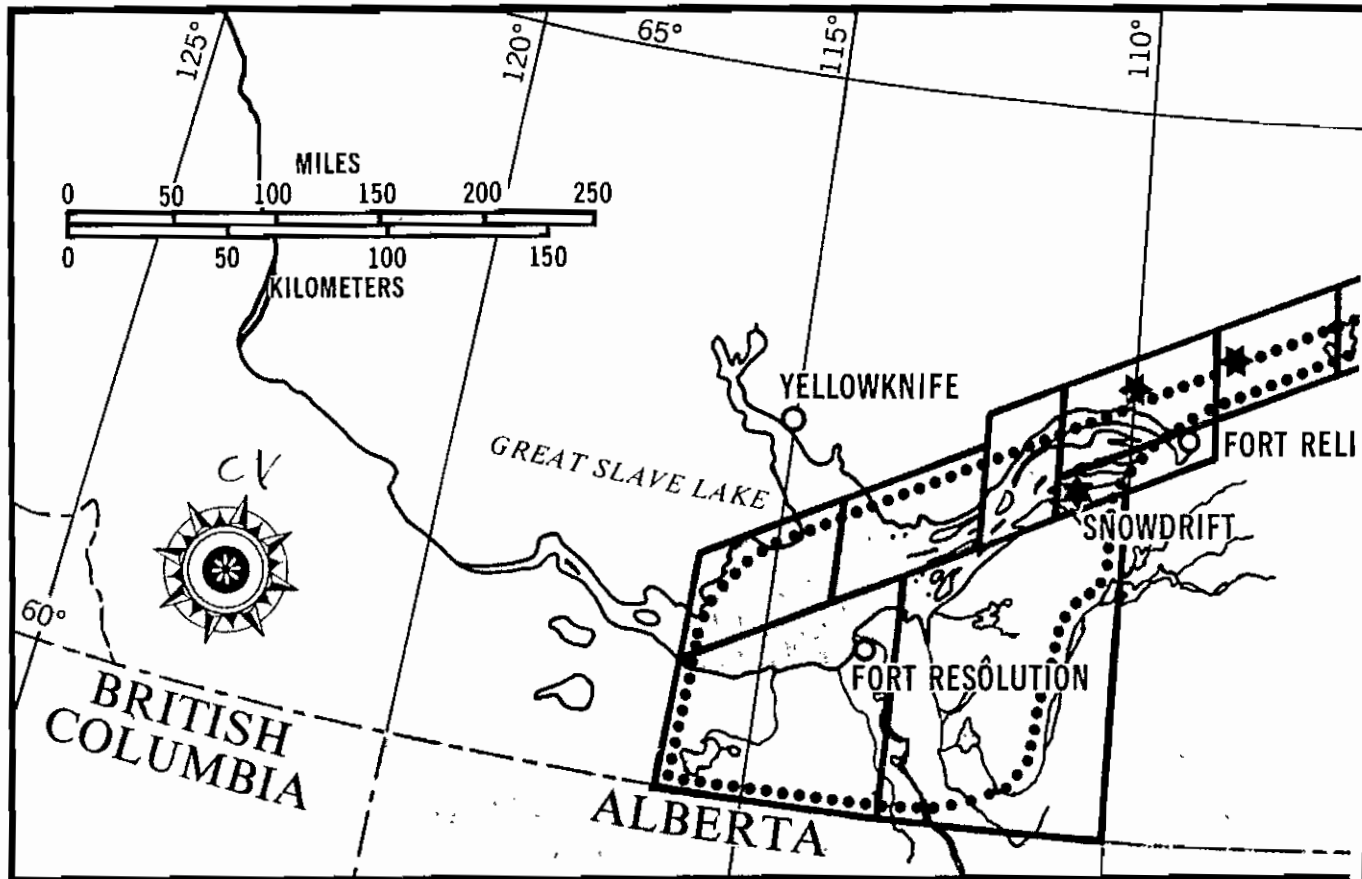 125°
120°
65°
115°
110°
MILES
0 50 100 150 200 250
0 50 100 150
KILOMETERS
YELLOWKNIFE
GREAT SLAVE LAKE
FORT RELI
CV
SNOWDRIFT
60°
FORT RESÔLUTION
BRITISH
COLUMBIA
ALBERTA